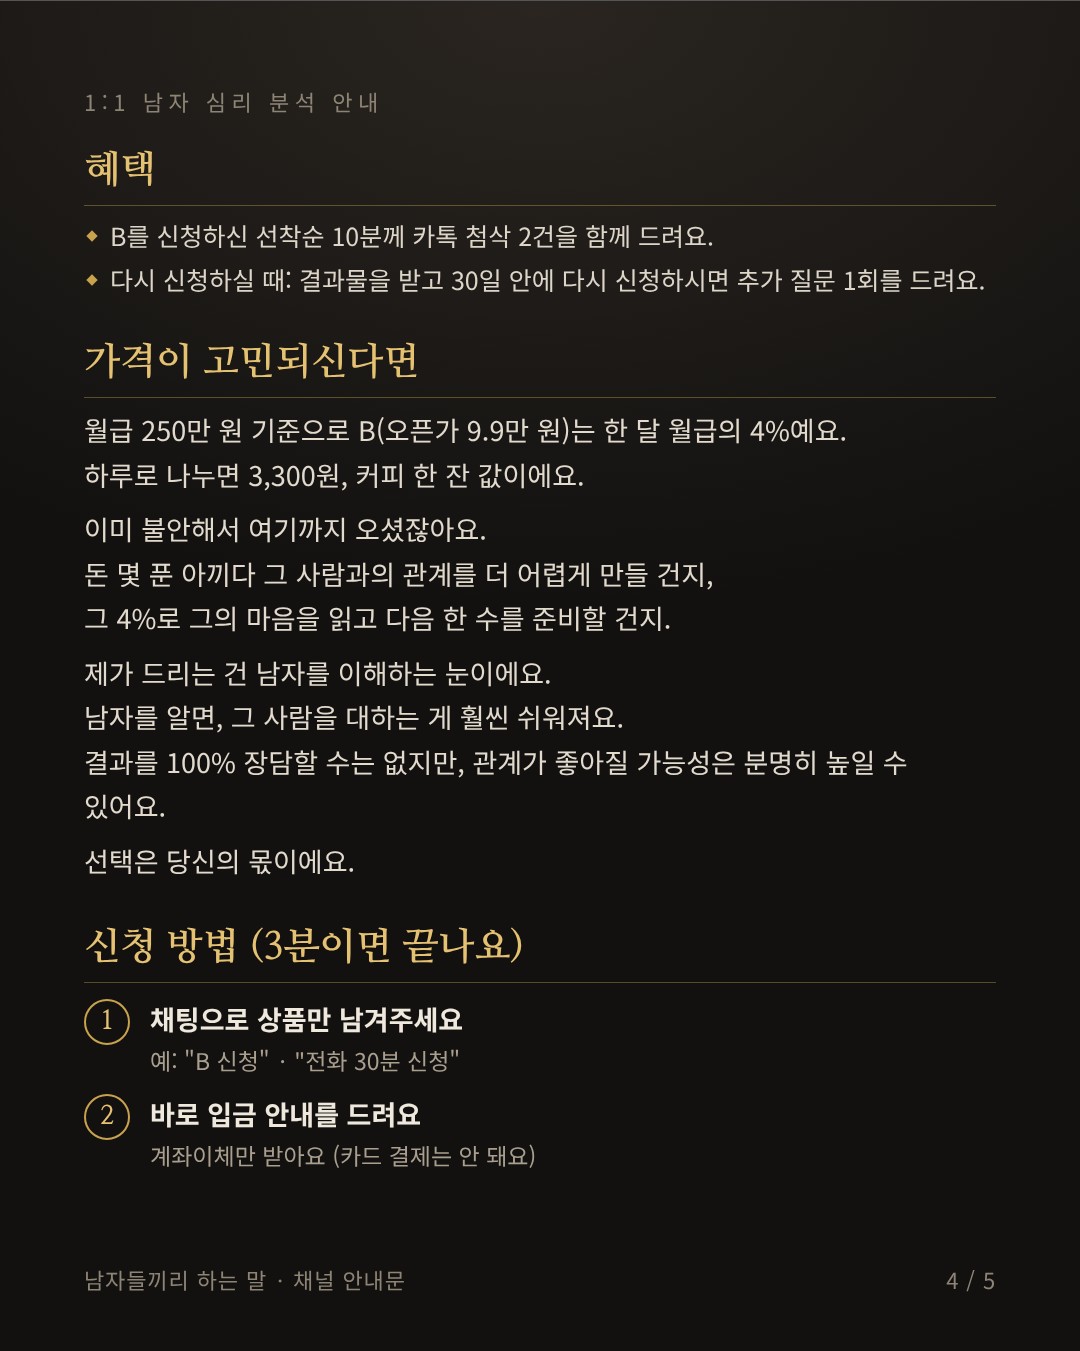 1:1 남자 심리 분석 안내
혜택
◆ B를 신청하신 선착순 10분께 카톡 첨삭 2건을 함께 드려요.
◆ 다시 신청하실 때: 결과물을 받고 30일 안에 다시 신청하시면 추가 질문 1회를 드려요.
가격이 고민되신다면
월급 250만 원 기준으로 B(오픈가 9.9만 원)는 한 달 월급의 4%예요.
하루로 나누면 3,300원, 커피 한 잔 값이에요.
이미 불안해서 여기까지 오셨잖아요.
돈 몇 푼 아끼다 그 사람과의 관계를 더 어렵게 만들 건지,
그 4%로 그의 마음을 읽고 다음 한 수를 준비할 건지.
제가 드리는 건 남자를 이해하는 눈이에요.
남자를 알면, 그 사람을 대하는 게 훨씬 쉬워져요.
결과를 100% 장담할 수는 없지만, 관계가 좋아질 가능성은 분명히 높일 수
있어요.
선택은 당신의 몫이에요.
신청 방법 (3분이면 끝나요)
1 채팅으로 상품만 남겨주세요
예: "B 신청" · "전화 30분 신청"
2 바로 입금 안내를 드려요
계좌이체만 받아요 (카드 결제는 안 돼요)
남자들끼리 하는 말 · 채널 안내문 4 / 5